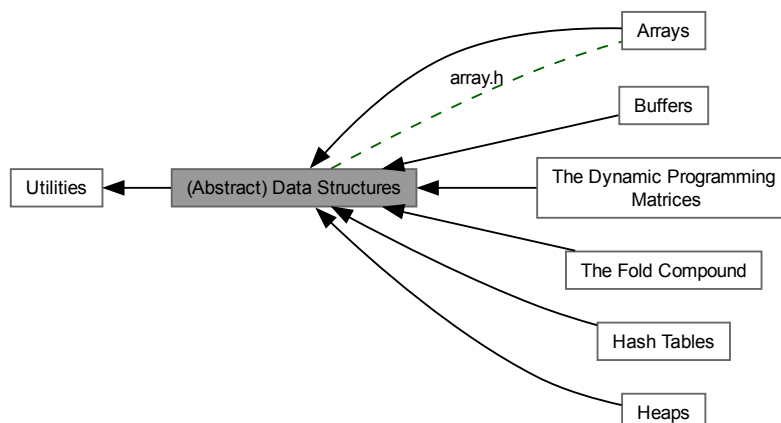 Arrays
array.h
Buffers
The Dynamic Programming
Matrices
Utilities
(Abstract) Data Structures
The Fold Compound
Hash Tables
Heaps